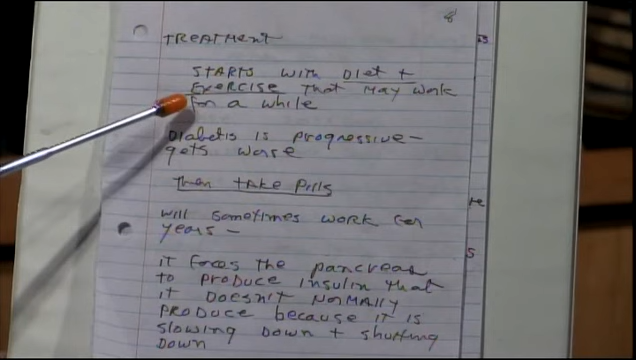 8
TREATMENT
STARTS with Diet +
Exercise That May Work
For a while
Diabetis is progressive -
gets worse
Then take Pills
Will sometimes work for
years -
it forces the pancreas
to produce insulin that
it Doesn't NORMALLY
PRODUCE because it is
slowing Down + shutting
Down